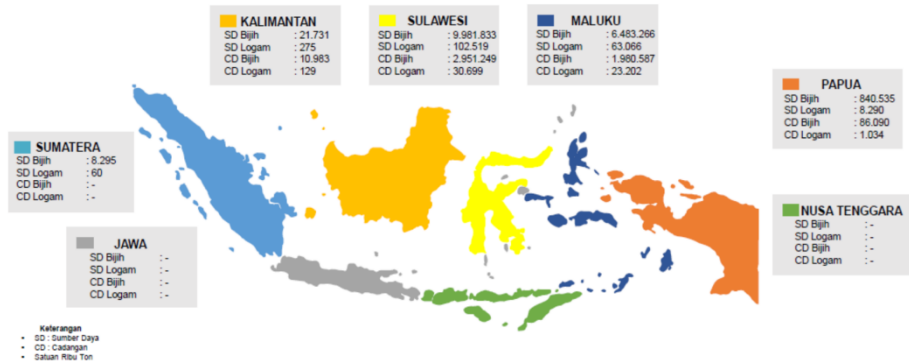 KALIMANTAN
SD Bijih : 21.731
SD Logam : 275
CD Bijih : 10.983
CD Logam : 129
SULAWESI
SD Bijih : 9.981.833
SD Logam : 102.519
CD Bijih : 2.951.249
CD Logam : 30.699
MALUKU
SD Bijih : 6.483.266
SD Logam : 63.066
CD Bijih : 1.980.587
CD Logam : 23.202
PAPUA
SD Bijih : 840.535
SD Logam : 8.290
CD Bijih : 86.090
CD Logam : 1.034
SUMATERA
SD Bijih : 8.295
SD Logam : 60
CD Bijih : -
CD Logam : -
NUSA TENGGARA
SD Bijih : -
SD Logam : -
CD Bijih : -
CD Logam : -
JAWA
SD Bijih : -
SD Logam : -
CD Bijih : -
CD Logam : -
Keterangan
• SD : Sumber Daya
• CD : Cadangan
• Satuan Ribu Ton